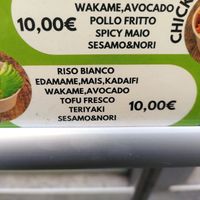 WAKAME,AVOCADO
10,00€
POLLO FRITTO
SPICY MAIO
SESAMO&NORI
CHICK
RISO BIANCO
EDAMAME,MAIS,KADAIFI
WAKAME,AVOCADO
TOFU FRESCO
10,00€
TERIYAKI
SESAMO&NORI